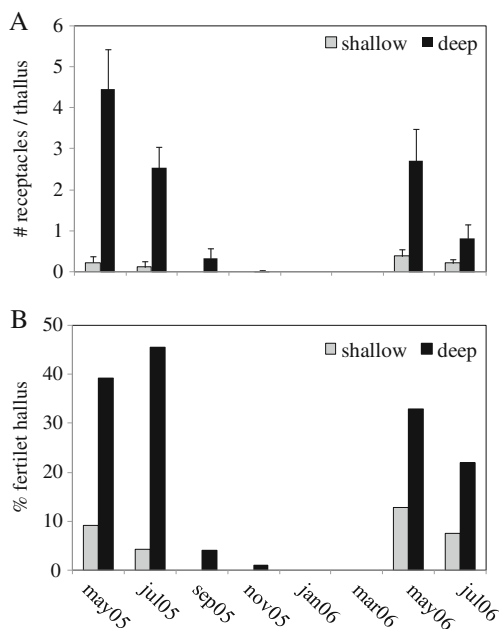 A
6
5
4
3
2
1
0
# receptacles / thallus
shallow deep
B
50
40
30
20
10
0
% fertilet hallus
shallow deep
may05 jul05 sep05 nov05 jan06 mar06 may06 jul06